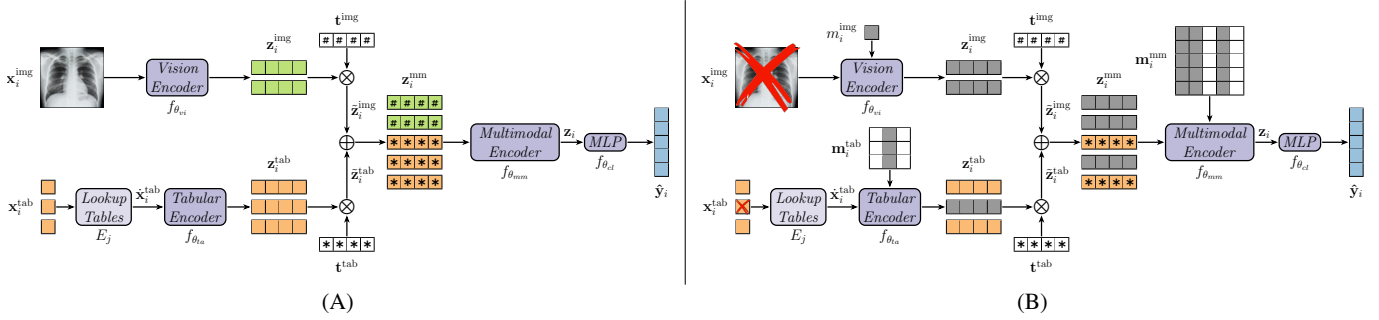 t^img
# # # #
x_i^img
Vision
Encoder
f_θvi
z_i^img
⊗
z̃_i^img
z_i^mm
# # # #
# # # #
* * * *
* * * *
* * * *
⊕
Multimodal
Encoder
f_θmm
z_i
MLP
f_θcl
ŷ_i
x_i^tab
Lookup
Tables
E_j
ẋ_i^tab
Tabular
Encoder
f_θta
z_i^tab
z̃_i^tab
⊗
* * * *
t^tab
(A)
t^img
# # # #
x_i^img
m_i^img
Vision
Encoder
f_θvi
z_i^img
⊗
z̃_i^img
z_i^mm
* * * *
* * * *
⊕
m_i^mm
Multimodal
Encoder
f_θmm
z_i
MLP
f_θcl
ŷ_i
m_i^tab
x_i^tab
Lookup
Tables
E_j
ẋ_i^tab
Tabular
Encoder
f_θta
z_i^tab
z̃_i^tab
⊗
* * * *
t^tab
(B)